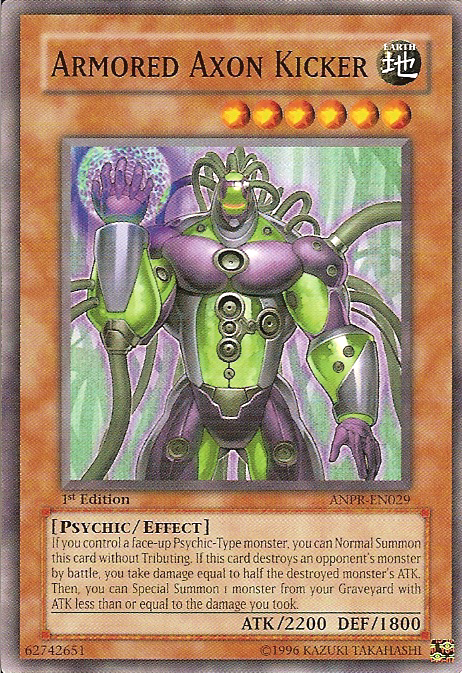 ARMORED AXON KICKER
EARTH
地
1st Edition
ANPR-EN029
[PSYCHIC/EFFECT]
If you control a face-up Psychic-Type monster, you can Normal Summon
this card without Tributing. If this card destroys an opponent's monster
by battle, you take damage equal to half the destroyed monster's ATK.
Then, you can Special Summon 1 monster from your Graveyard with
ATK less than or equal to the damage you took.
ATK/2200 DEF/1800
62742651
©1996 KAZUKI TAKAHASHI